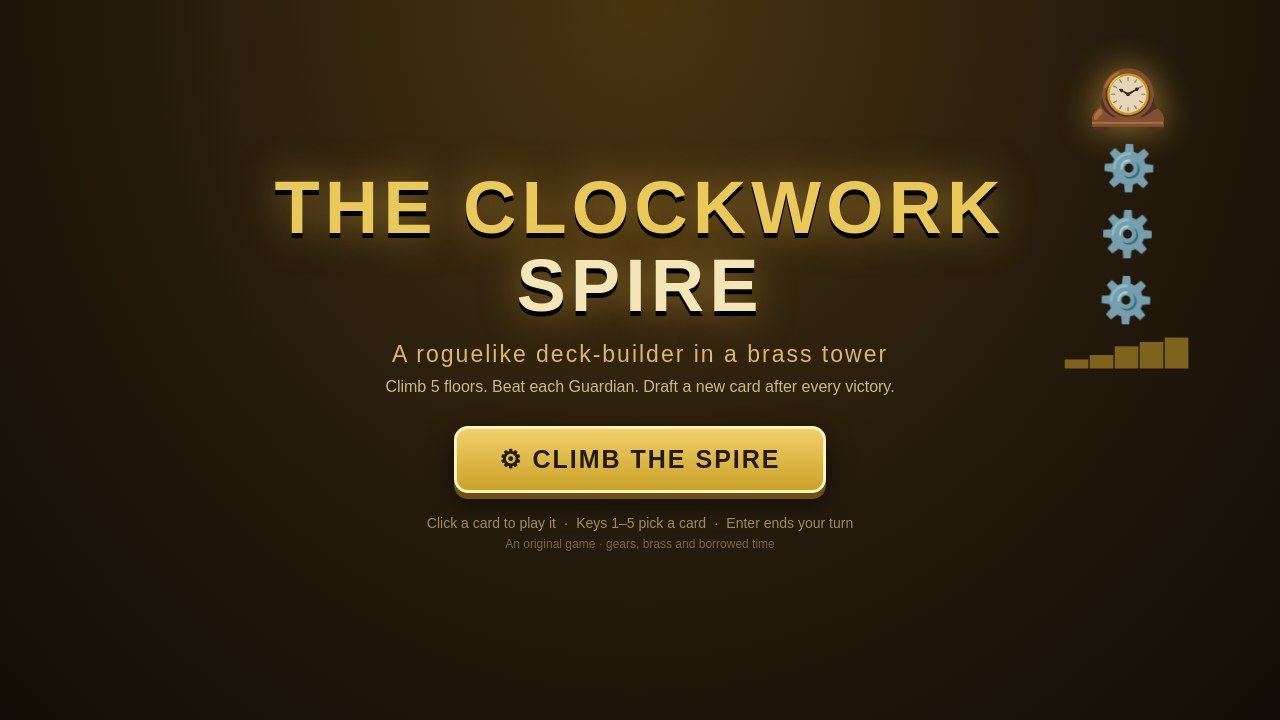 THE CLOCKWORK
SPIRE
A roguelike deck-builder in a brass tower
Climb 5 floors. Beat each Guardian. Draft a new card after every victory.
⚙ CLIMB THE SPIRE
Click a card to play it · Keys 1–5 pick a card · Enter ends your turn
An original game · gears, brass and borrowed time